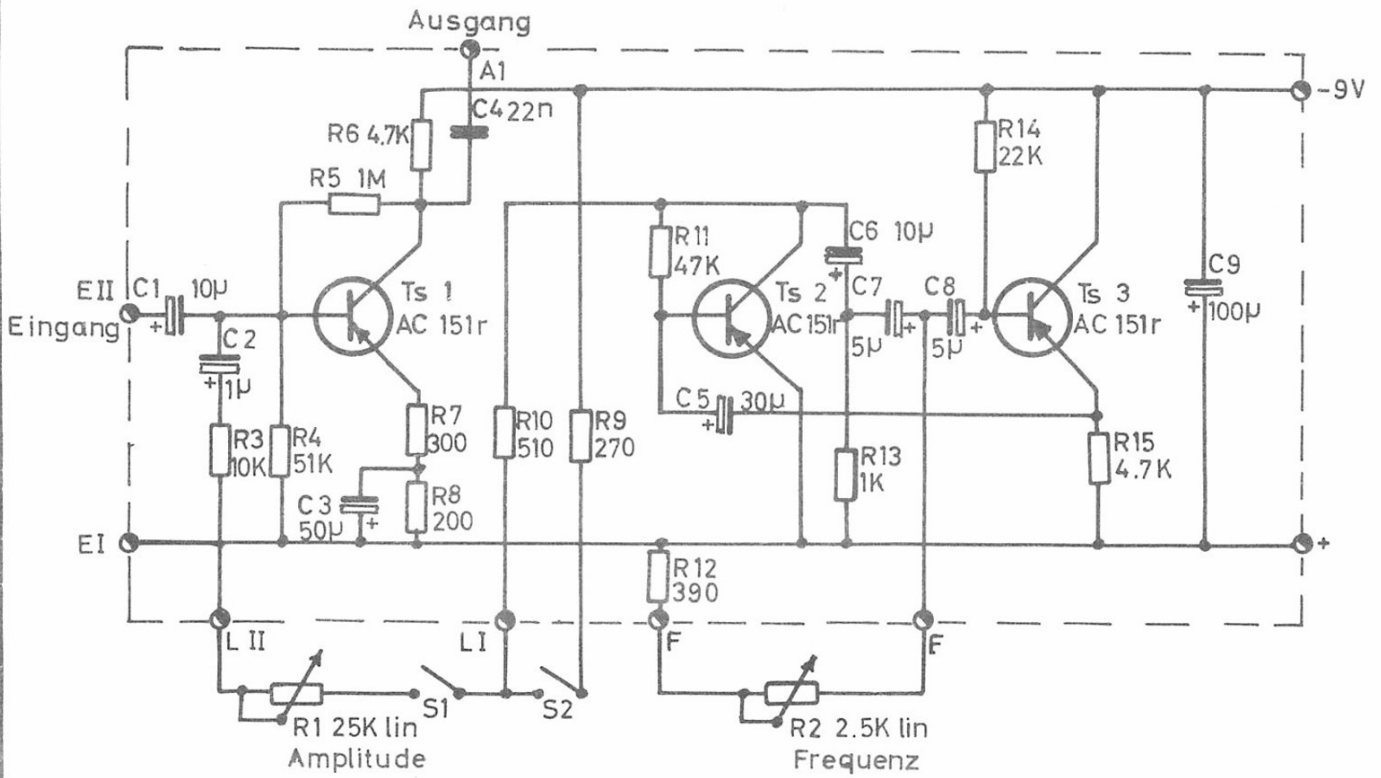 Ausgang
A1
-9V
C4 22n
R6 4.7K
R14
22K
R5 1M
C6 10µ
R11
47K
C9
100µ
+
EII
C1
10µ
+
Eingang
Ts 1
AC 151r
Ts 2
AC 151r
+
C7
C8
5µ
+
5µ
+
Ts 3
AC 151r
C2
1µ
+
C5
30µ
+
R7
300
R10
510
R9
270
R3
10K
R4
51K
R15
4.7K
R13
1K
C3
50µ
+
R8
200
EI
+
R12
390
L II
L I
F
F
S1
S2
R1 25K lin
Amplitude
R2 2.5K lin
Frequenz